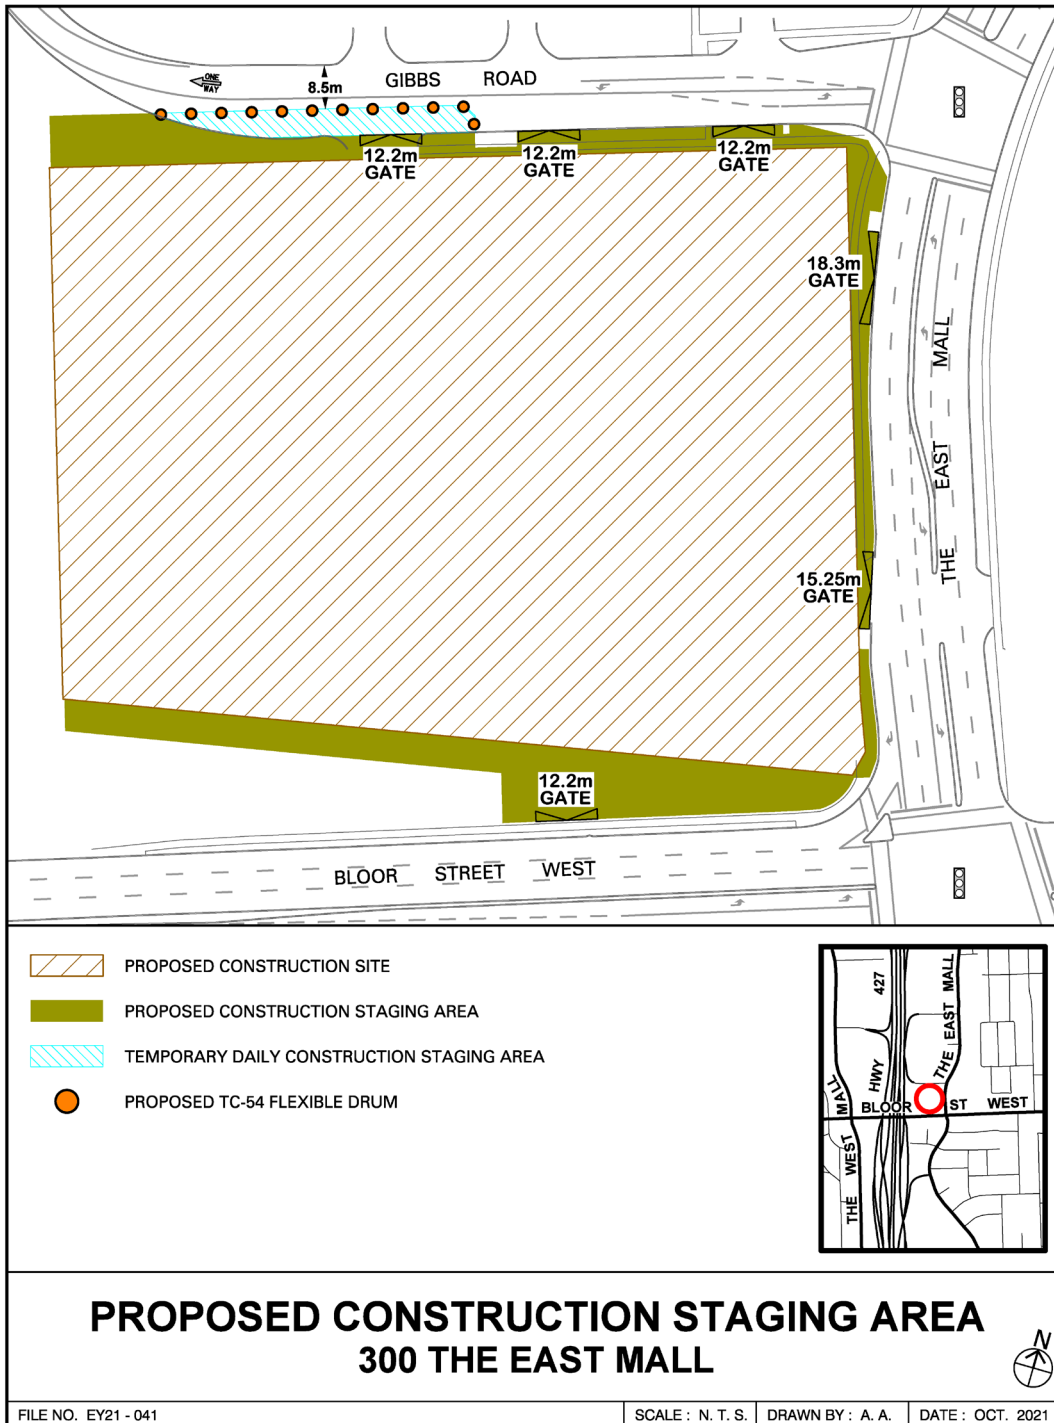 ONE
WAY
8.5m
GIBBS ROAD
12.2m
GATE
12.2m
GATE
12.2m
GATE
18.3m
GATE
THE EAST MALL
15.25m
GATE
12.2m
GATE
BLOOR STREET WEST
PROPOSED CONSTRUCTION SITE
PROPOSED CONSTRUCTION STAGING AREA
TEMPORARY DAILY CONSTRUCTION STAGING AREA
PROPOSED TC-54 FLEXIBLE DRUM
HWY 427
THE EAST MALL
THE WEST MALL
BLOOR ST WEST
PROPOSED CONSTRUCTION STAGING AREA
300 THE EAST MALL
N
FILE NO. EY21 - 041
SCALE : N. T. S.
DRAWN BY : A. A.
DATE : OCT. 2021